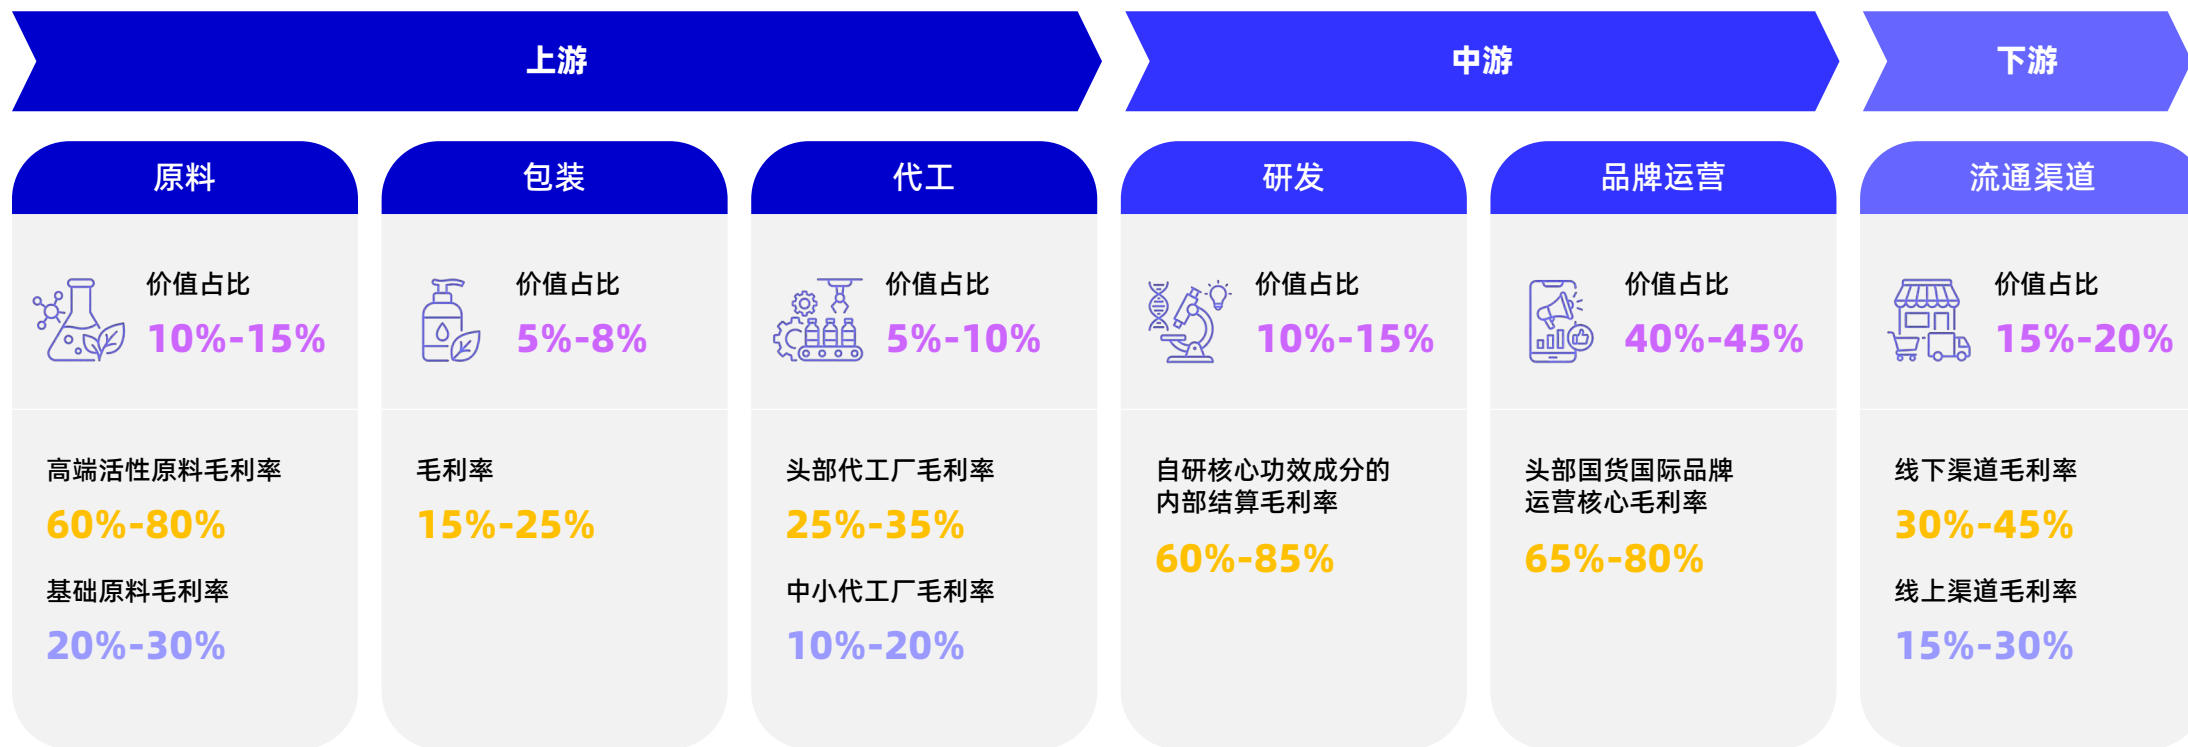 上游
中游
下游
原料
价值占比
10%-15%
高端活性原料毛利率
60%-80%
基础原料毛利率
20%-30%
包装
价值占比
5%-8%
毛利率
15%-25%
代工
价值占比
5%-10%
头部代工厂毛利率
25%-35%
中小代工厂毛利率
10%-20%
研发
价值占比
10%-15%
自研核心功效成分的
内部结算毛利率
60%-85%
品牌运营
价值占比
40%-45%
头部国货国际品牌
运营核心毛利率
65%-80%
流通渠道
价值占比
15%-20%
线下渠道毛利率
30%-45%
线上渠道毛利率
15%-30%